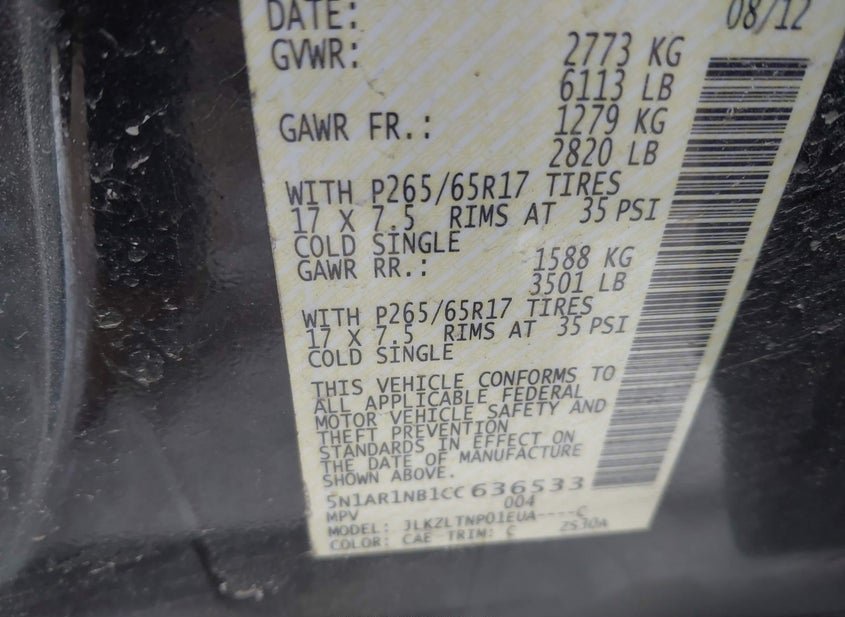 DATE: 08/12
GVWR: 2773 KG
6113 LB
GAWR FR.: 1279 KG
2820 LB
WITH P265/65R17 TIRES
17 X 7.5 RIMS AT 35 PSI
COLD SINGLE
GAWR RR.: 1588 KG
3501 LB
WITH P265/65R17 TIRES
17 X 7.5 RIMS AT 35 PSI
COLD SINGLE
THIS VEHICLE CONFORMS TO
ALL APPLICABLE FEDERAL
MOTOR VEHICLE SAFETY AND
THEFT PREVENTION
STANDARDS IN EFFECT ON
THE DATE OF MANUFACTURE
SHOWN ABOVE.
5N1AR1NB1CC636533
MPV 004
MODEL: JLKZLTNP01EUA----C
COLOR: CAE TRIM: C ZS30A